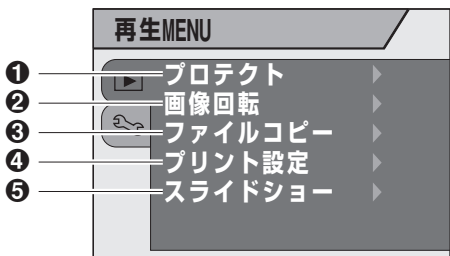 再生MENU
❶ プロテクト
❷ 画像回転
❸ ファイルコピー
❹ プリント設定
❺ スライドショー